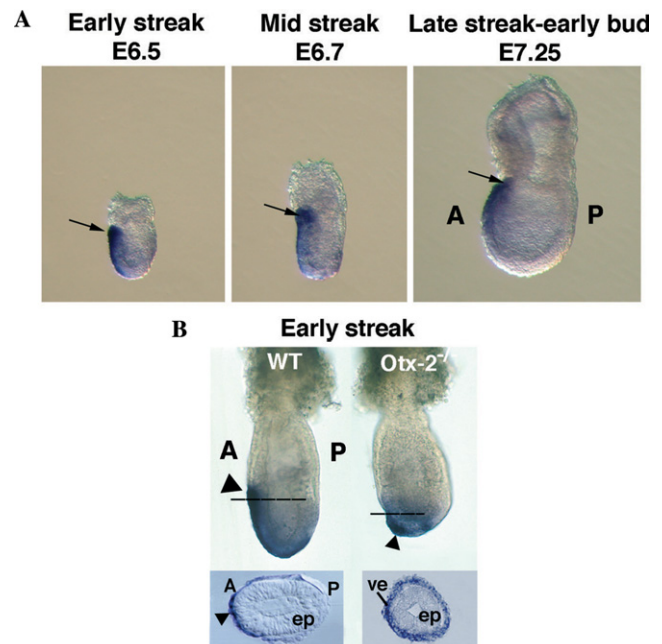 A
Early streak
E6.5
Mid streak
E6.7
Late streak-early bud
E7.25
A
P
B
Early streak
WT
Otx-2-/-
A
P
A
P
ep
ve
ep